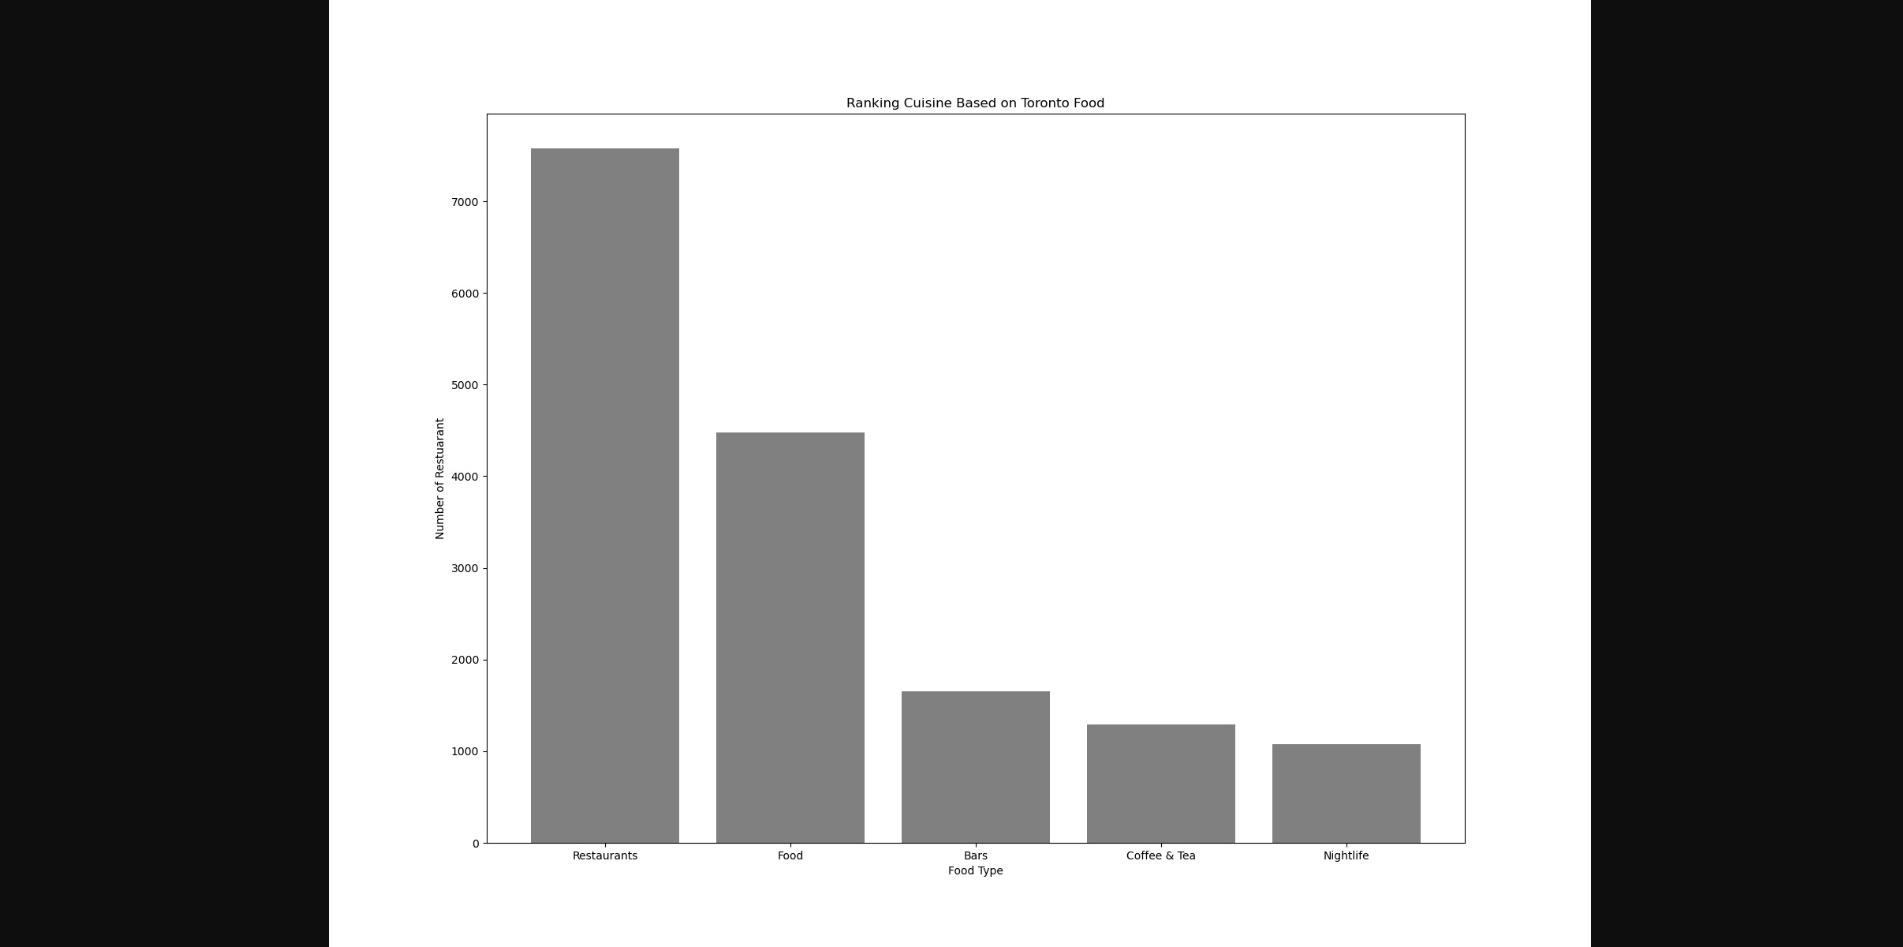 Ranking Cuisine Based on Toronto Food
7000
6000
5000
4000
3000
2000
1000
0
Number of Restuarant
Restaurants Food Bars Coffee & Tea Nightlife
Food Type